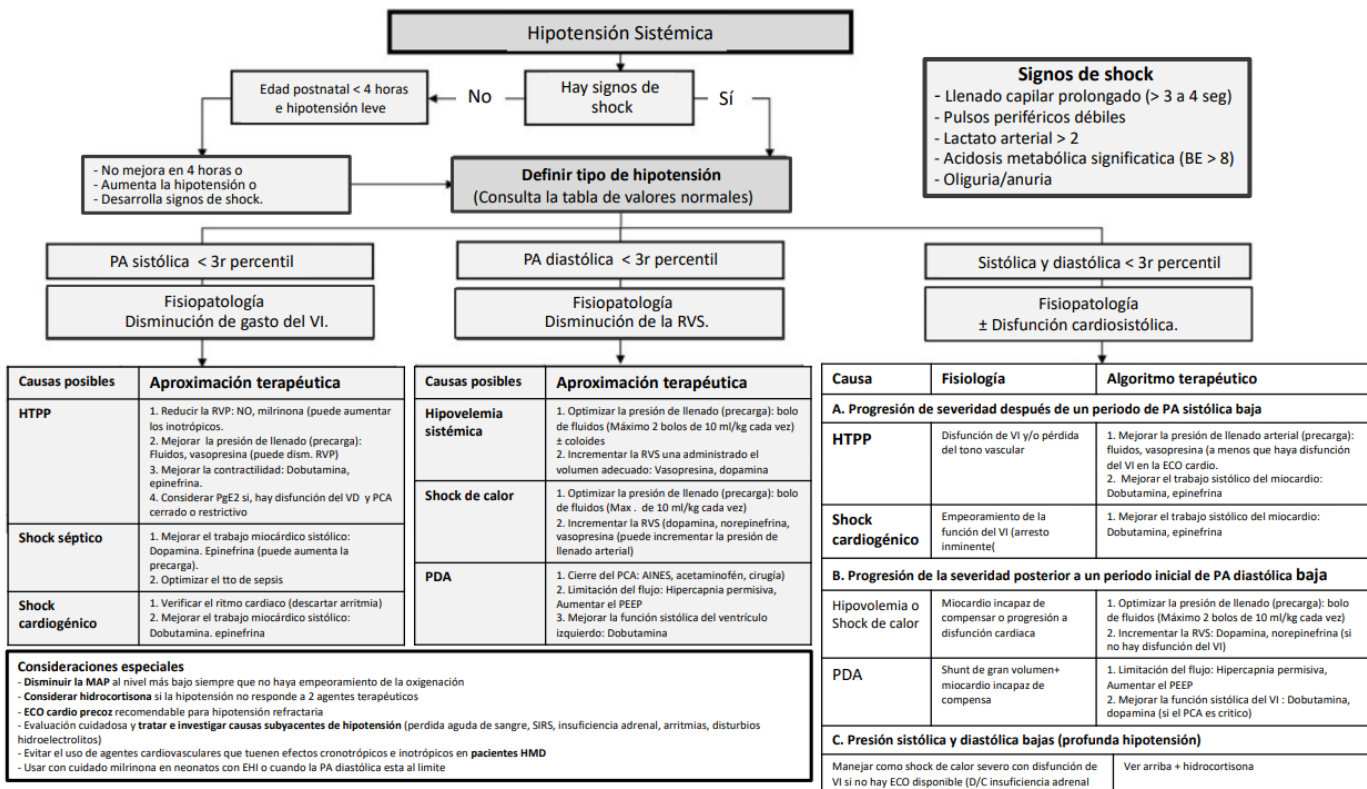 Hipotensión Sistémica
Edad postnatal < 4 horas
e hipotensión leve
No
Hay signos de
shock
Sí
Signos de shock
- Llenado capilar prolongado (> 3 a 4 seg)
- Pulsos periféricos débiles
- Lactato arterial > 2
- Acidosis metabólica significatica (BE > 8)
- Oliguria/anuria
- No mejora en 4 horas o
- Aumenta la hipotensión o
- Desarrolla signos de shock.
Definir tipo de hipotensión
(Consulta la tabla de valores normales)
PA sistólica < 3r percentil
Fisiopatología
Disminución de gasto del VI.
PA diastólica < 3r percentil
Fisiopatología
Disminución de la RVS.
Sistólica y diastólica < 3r percentil
Fisiopatología
± Disfunción cardiosistólica.
Causas posibles
Aproximación terapéutica
HTPP
1. Reducir la RVP: NO, milrinona (puede aumentar
los inotrópicos.
2. Mejorar la presión de llenado (precarga):
Fluidos, vasopresina (puede dism. RVP)
3. Mejorar la contractilidad: Dobutamina,
epinefrina.
4. Considerar PgE2 si, hay disfunción del VD y PCA
cerrado o restrictivo
Shock séptico
1. Mejorar el trabajo miocárdico sistólico:
Dopamina. Epinefrina (puede aumenta la
precarga).
2. Optimizar el tto de sepsis
Shock
cardiogénico
1. Verificar el ritmo cardiaco (descartar arritmia)
2. Mejorar el trabajo miocárdico sistólico:
Dobutamina. epinefrina
Causas posibles
Aproximación terapéutica
Hipovelemia
sistémica
1. Optimizar la presión de llenado (precarga): bolo
de fluidos (Máximo 2 bolos de 10 ml/kg cada vez)
± coloides
2. Incrementar la RVS una administrado el
volumen adecuado: Vasopresina, dopamina
Shock de calor
1. Optimizar la presión de llenado (precarga): bolo
de fluidos (Max . de 10 ml/kg cada vez)
2. Incrementar la RVS (dopamina, norepinefrina,
vasopresina (puede incrementar la presión de
llenado arterial)
PDA
1. Cierre del PCA: AINES, acetaminofén, cirugía)
2. Limitación del flujo: Hipercapnia permisiva,
Aumentar el PEEP
3. Mejorar la función sistólica del ventrículo
izquierdo: Dobutamina
Causa
Fisiología
Algoritmo terapéutico
A. Progresión de severidad después de un periodo de PA sistólica baja
HTPP
Disfunción de VI y/o pérdida
del tono vascular
1. Mejorar la presión de llenado arterial (precarga):
fluidos, vasopresina (a menos que haya disfunción
del VI en la ECO cardio.
2. Mejorar el trabajo sistólico del miocardio:
Dobutamina, epinefrina
Shock
cardiogénico
Empeoramiento de la
función del VI (arresto
inminente(
1. Mejorar el trabajo sistólico del miocardio:
Dobutamina, epinefrina
B. Progresión de la severidad posterior a un periodo inicial de PA diastólica baja
Hipovolemia o
Shock de calor
Miocardio incapaz de
compensar o progresión a
disfunción cardiaca
1. Optimizar la presión de llenado (precarga): bolo
de fluidos (Máximo 2 bolos de 10 ml/kg cada vez)
2. Incrementar la RVS: Dopamina, norepinefrina (si
no hay disfunción del VI)
PDA
Shunt de gran volumen+
miocardio incapaz de
compensa
1. Limitación del flujo: Hipercapnia permisiva,
Aumentar el PEEP
2. Mejorar la función sistólica del VI : Dobutamina,
dopamina (si el PCA es critico)
C. Presión sistólica y diastólica bajas (profunda hipotensión)
Manejar como shock de calor severo con disfunción de
VI si no hay ECO disponible (D/C insuficiencia adrenal
Ver arriba + hidrocortisona
Consideraciones especiales
- Disminuir la MAP al nivel más bajo siempre que no haya empeoramiento de la oxigenación
- Considerar hidrocortisona si la hipotensión no responde a 2 agentes terapéuticos
- ECO cardio precoz recomendable para hipotensión refractaria
- Evaluación cuidadosa y tratar e investigar causas subyacentes de hipotensión (perdida aguda de sangre, SIRS, insuficiencia adrenal, arritmias, disturbios
hidroelectrolitos)
- Evitar el uso de agentes cardiovasculares que tuenen efectos cronotrópicos e inotrópicos en pacientes HMD
- Usar con cuidado milrinona en neonatos con EHI o cuando la PA diastólica esta al limite